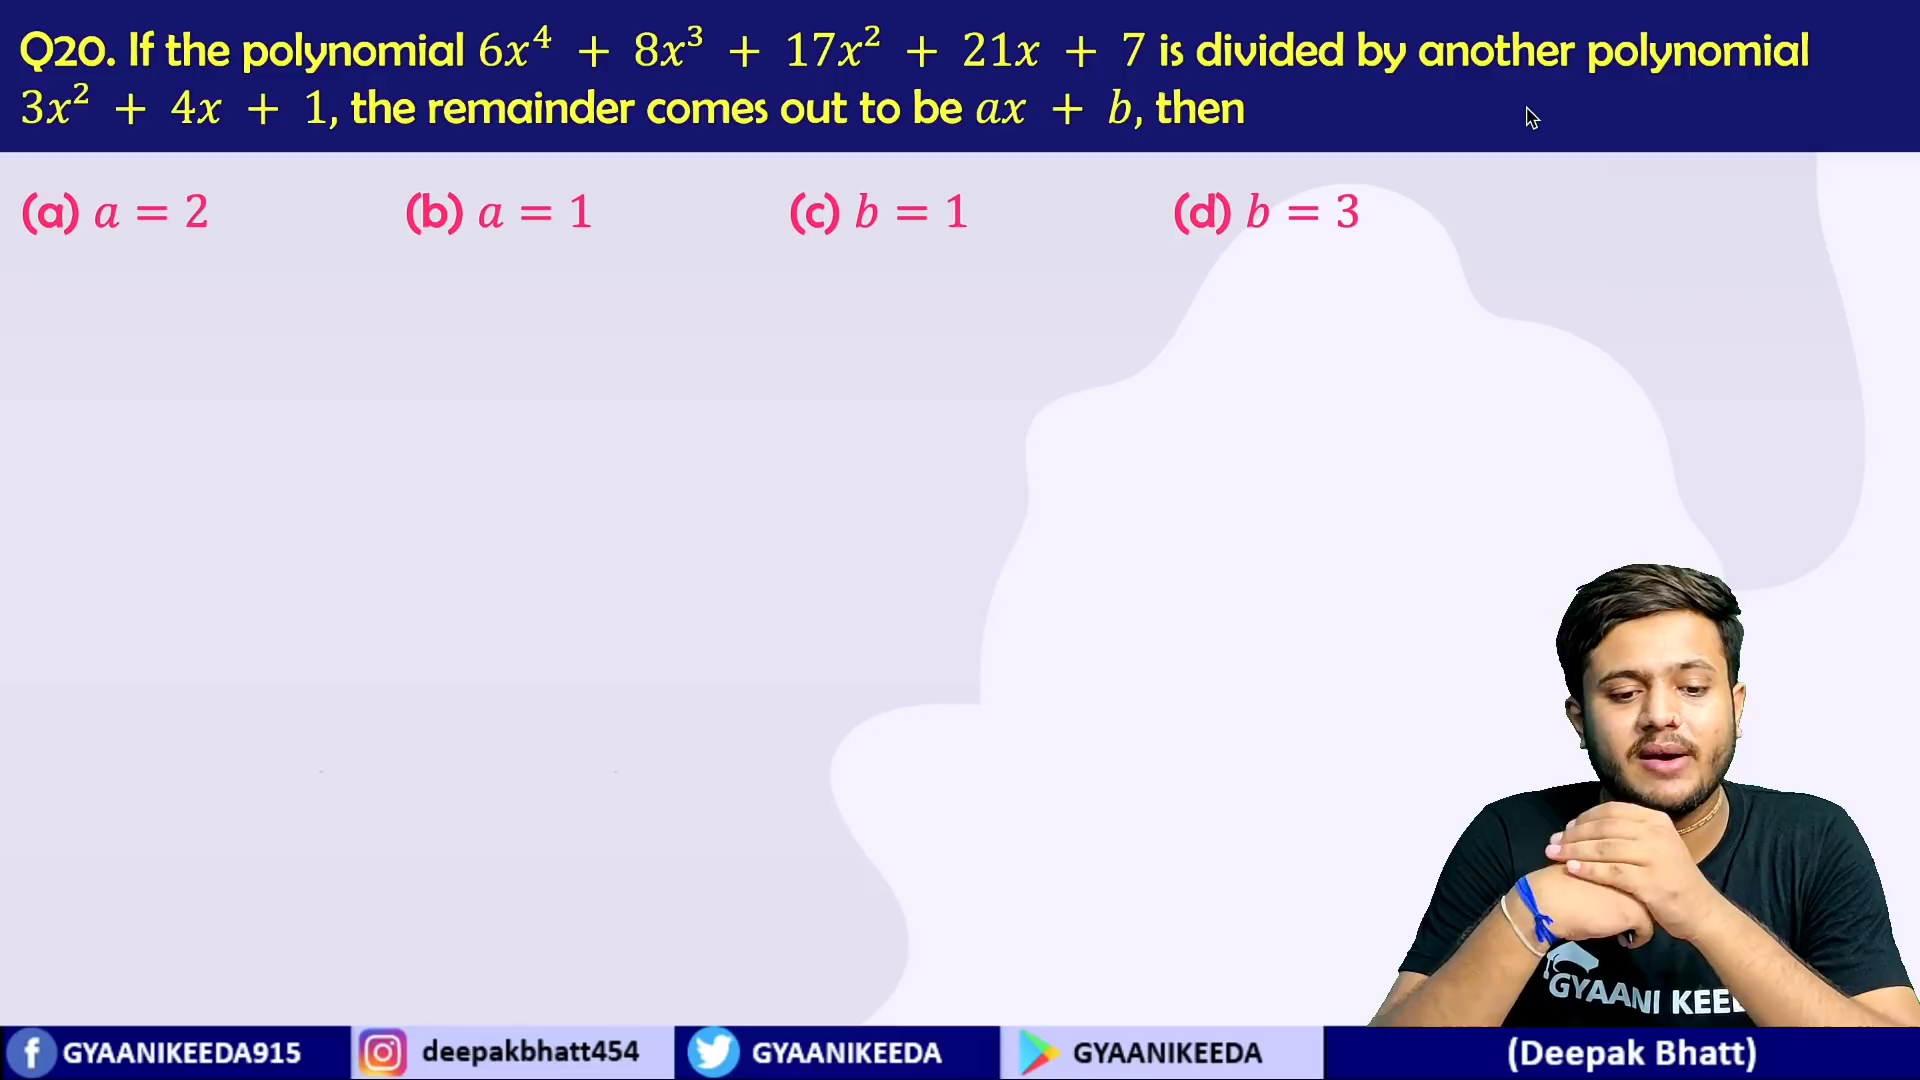 Q20. If the polynomial 6x⁴ + 8x³ + 17x² + 21x + 7 is divided by another polynomial
3x² + 4x + 1, the remainder comes out to be ax + b, then
(a) a = 2 (b) a = 1 (c) b = 1 (d) b = 3
GYAANI
GYAANIKEEDA915 deepakbhatt454 GYAANIKEEDA GYAANIKEEDA (Deepak Bhatt)